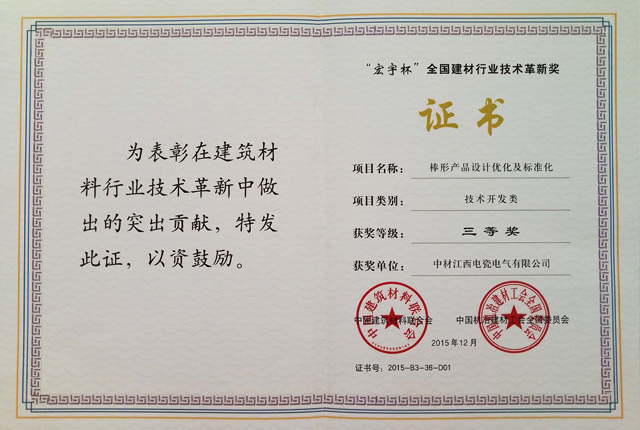 为表彰在建筑材
料行业技术革新中做
出的突出贡献，特发
此证，以资鼓励。
“宏宇杯”全国建材行业技术革新奖
证书
项目名称： 棒形产品设计优化及标准化
项目类别： 技术开发类
获奖等级： 三等奖
获奖单位： 中材江西电瓷电气有限公司
中国建筑材料联合会 中国机冶建材工会全国委员会
2015年12月
证书号：2015-B3-36-D01